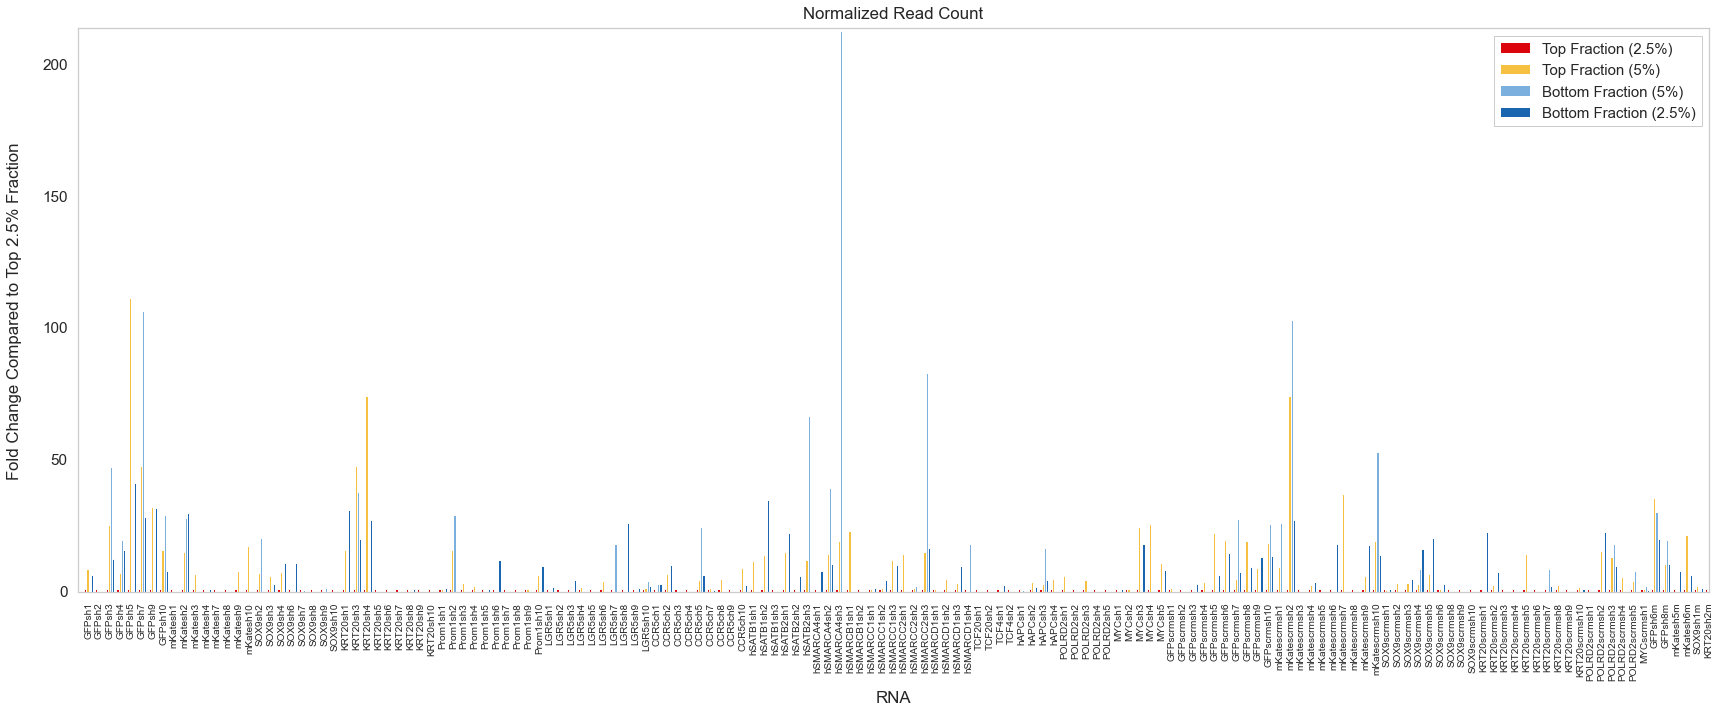 Normalized Read Count
Fold Change Compared to Top 2.5% Fraction
200
150
100
50
0
Top Fraction (2.5%)
Top Fraction (5%)
Bottom Fraction (5%)
Bottom Fraction (2.5%)
GFPsh1
GFPsh2
GFPsh3
GFPsh4
GFPsh6
GFPsh7
GFPsh9
GFPsh10
mKatesh1
mKatesh2
mKatesh3
mKatesh4
mKatesh7
mKatesh8
mKatesh9
mKatesh10
SOX9sh2
SOX9sh3
SOX9sh4
SOX9sh6
SOX9sh7
SOX9sh8
SOX9sh9
SOX9sh10
KRT20sh1
KRT20sh3
KRT20sh4
KRT20sh5
KRT20sh6
KRT20sh7
KRT20sh8
KRT20sh9
KRT20sh10
Prom1sh1
Prom1sh2
Prom1sh3
Prom1sh4
Prom1sh5
Prom1sh6
Prom1sh7
Prom1sh8
Prom1sh9
Prom1sh10
LGR5sh1
LGR5sh2
LGR5sh3
LGR5sh4
LGR5sh5
LGR5sh6
LGR5sh7
LGR5sh8
LGR5sh9
LGR5sh10
CCR5ch1
CCR5ch2
CCR5ch3
CCR5ch4
CCR5ch5
CCR5ch7
CCR5ch8
CCR5ch9
CCR5ch10
hSATB1sh1
hSATB1sh2
hSATB1sh3
hSATB2sh1
hSATB2sh2
hSATB2sh3
hSMARCA4sh1
hSMARCA4sh2
hSMARCA4sh3
hSMARCB1sh1
hSMARCB1sh2
hSMARCC1sh1
hSMARCC1sh2
hSMARCC1sh3
hSMARCC2sh1
hSMARCC2sh2
hSMARCC2sh3
hSMARCD1sh1
hSMARCD1sh2
hSMARCD1sh3
hSMARCD1sh4
TCF20sh1
TCF20sh2
TCF4sh1
TCF4sh2
hAPCsh1
hAPCsh2
hAPCsh3
hAPCsh4
POLRD2sh1
POLRD2sh2
POLRD2sh3
POLRD2sh4
POLRD2sh5
MYCsh1
MYCsh2
MYCsh3
MYCsh4
MYCsh5
GFPscrmsh1
GFPscrmsh2
GFPscrmsh3
GFPscrmsh4
GFPscrmsh5
GFPscrmsh6
GFPscrmsh7
GFPscrmsh8
GFPscrmsh9
GFPscrmsh10
mKatescrmsh1
mKatescrmsh2
mKatescrmsh3
mKatescrmsh4
mKatescrmsh5
mKatescrmsh6
mKatescrmsh7
mKatescrmsh8
mKatescrmsh9
SOX9scrmsh1
SOX9scrmsh2
SOX9scrmsh3
SOX9scrmsh4
SOX9scrmsh5
SOX9scrmsh6
SOX9scrmsh8
SOX9scrmsh9
KRT20scrmsh1
KRT20scrmsh2
KRT20scrmsh3
KRT20scrmsh4
KRT20scrmsh5
KRT20scrmsh6
KRT20scrmsh7
KRT20scrmsh8
KRT20scrmsh9
KRT20scrmsh10
POLRD2scrmsh1
POLRD2scrmsh2
POLRD2scrmsh3
POLRD2scrmsh4
POLRD2scrmsh5
MYCscrmsh1
GFPsh6m
GFPsh8m
mKatesh5m
mKatesh6m
SOX9sh1m
KRT20sh2m
RNA